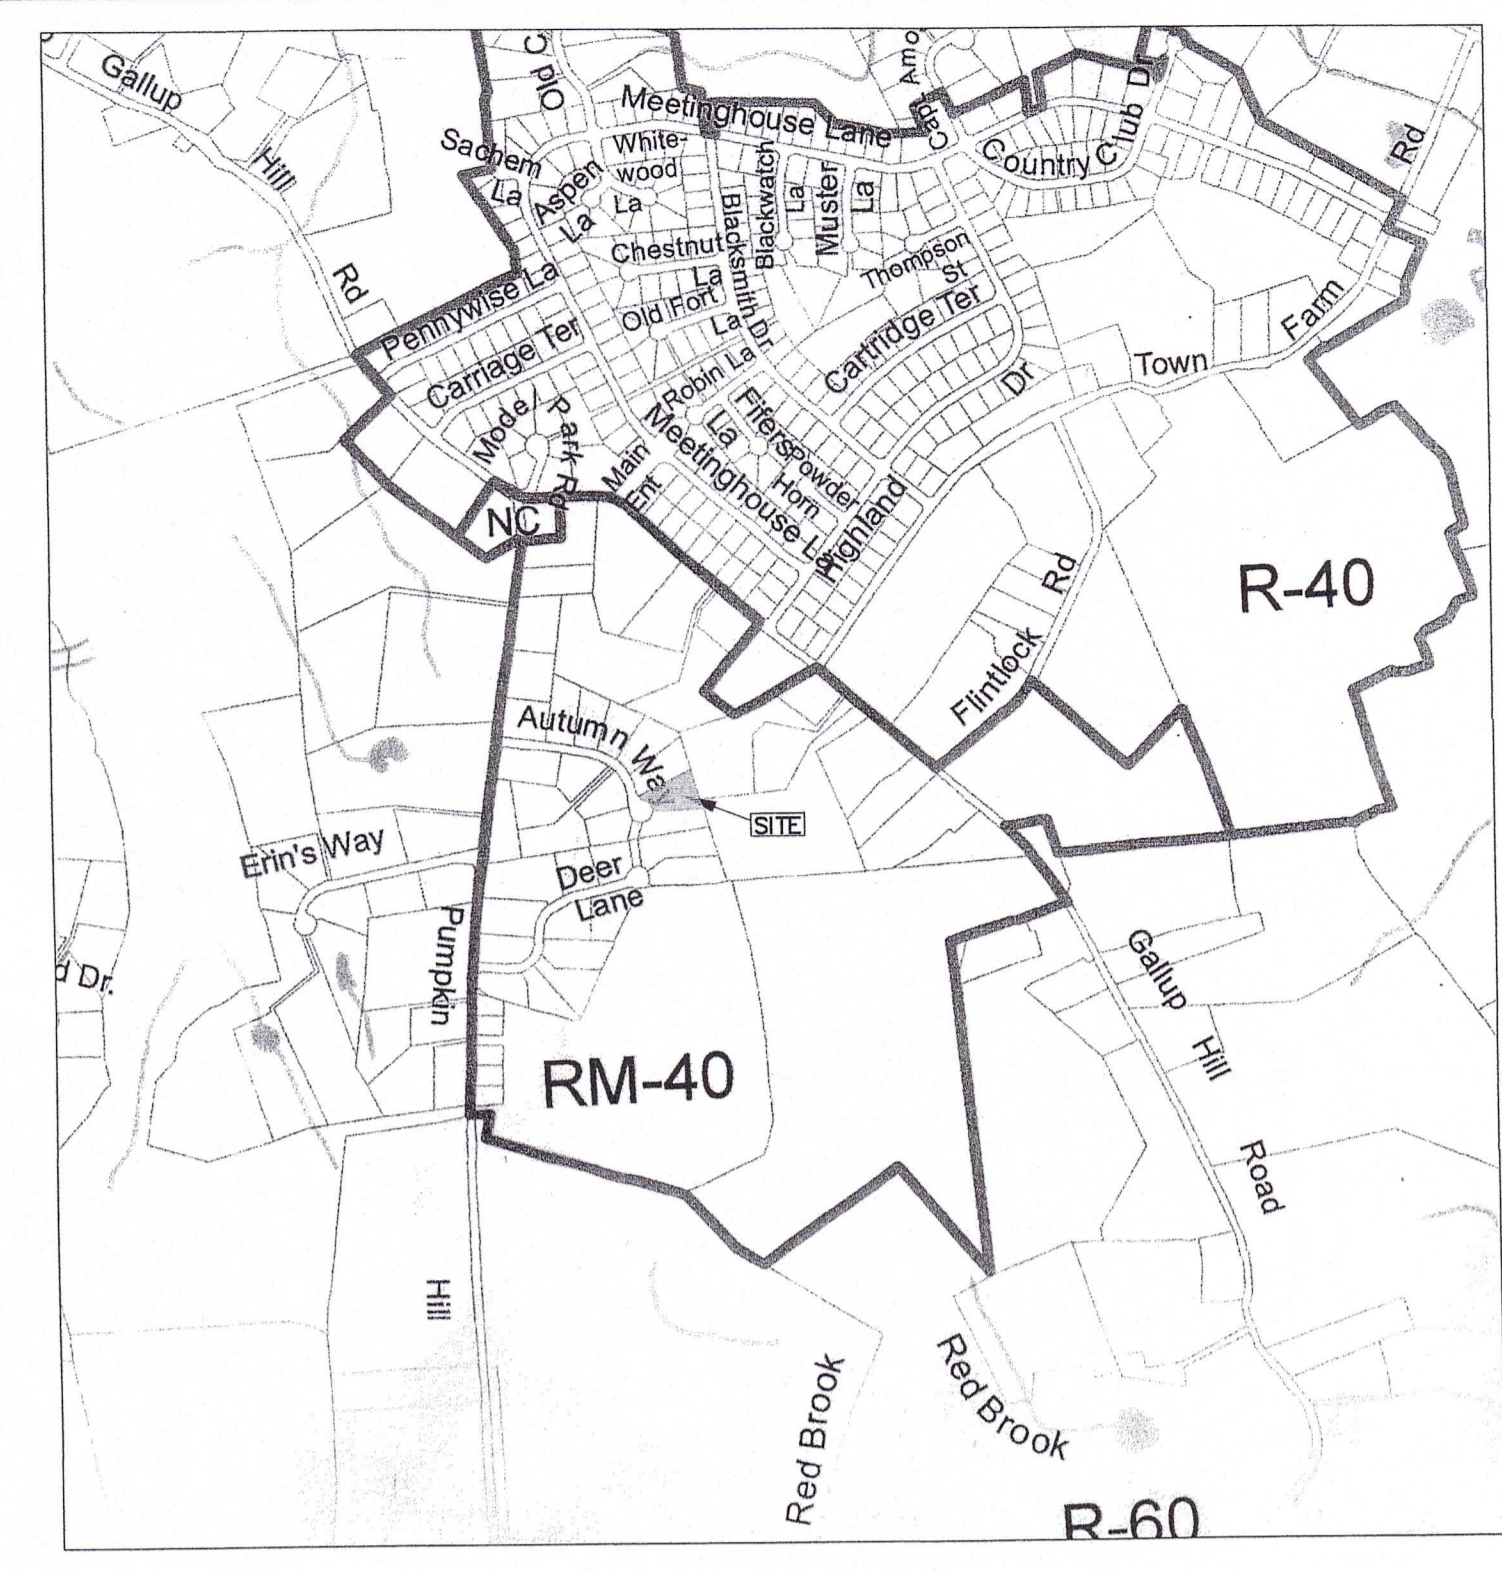 Gallup
Hill
Rd
Old C
Meetinghouse Lane
Capt. Amo
Country Club Dr
Rd
Sachem
La
Aspen
La
White-
wood
La
Blackwatch
La
Muster
La
Chestnut
La
Blacksmith Dr
Thompson
St
Pennywise La
Old Fort
La
Cartridge Ter
Farm
Town
Carriage Ter
Robin La
Dr
Model
Park Rd
Fifers
La
Meetinghouse La
Main
Ent
Powder
Horn
Highland
NC
R-40
Rd
Flintlock
Autumn Way
SITE
Erin's Way
Deer
Lane
Pumpkin
d Dr.
Gallup
Hill
Road
RM-40
Hill
Red Brook
Red Brook
R-60